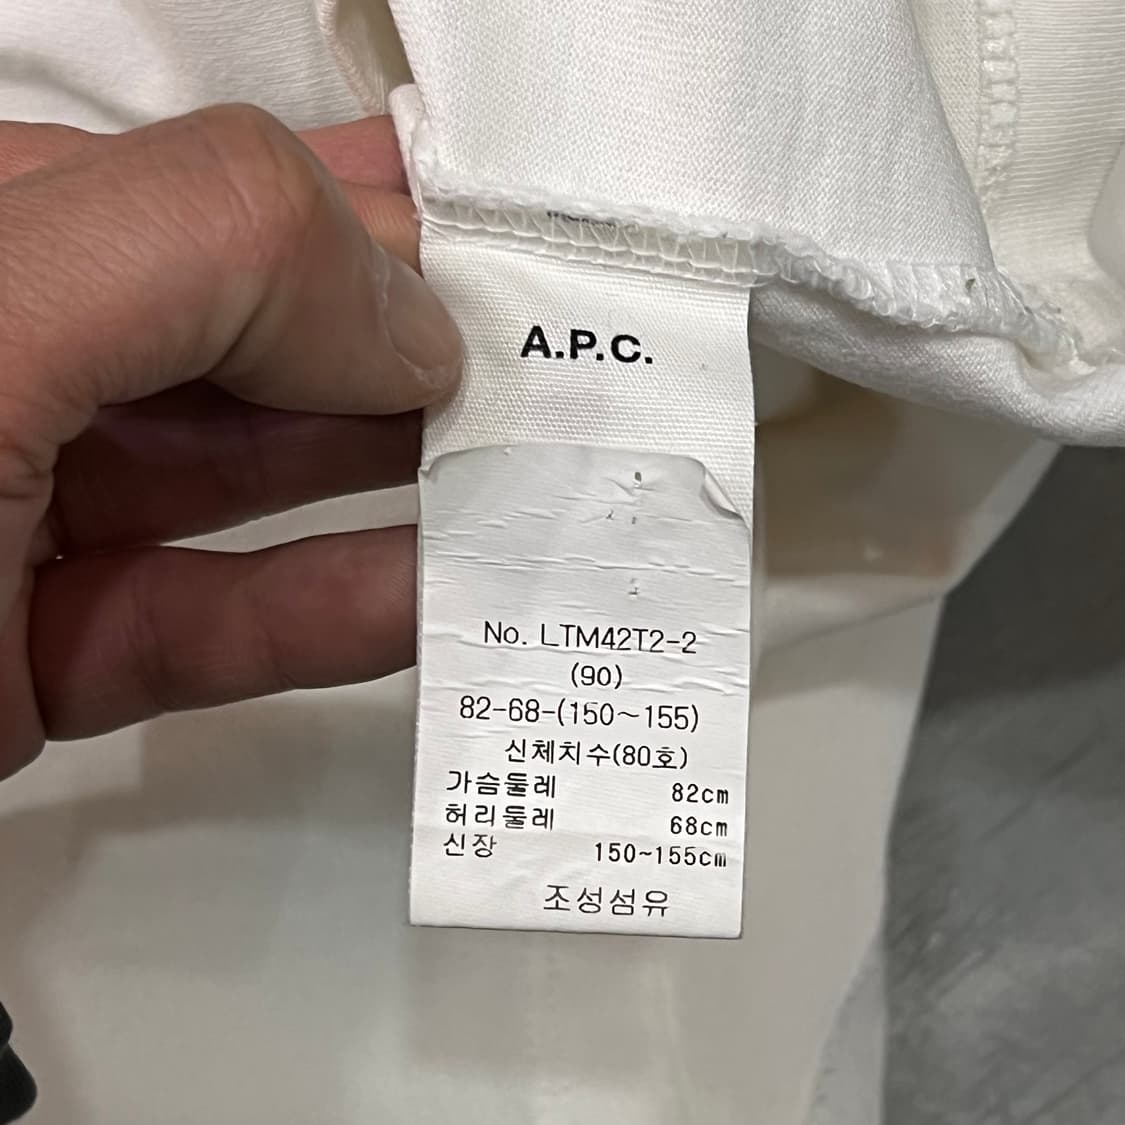 A.P.C.
No. LTM42T2-2
(90)
82-68-(150~155)
신체치수(80호)
가슴둘레 82cm
허리둘레 68cm
신장 150~155cm
조성섬유